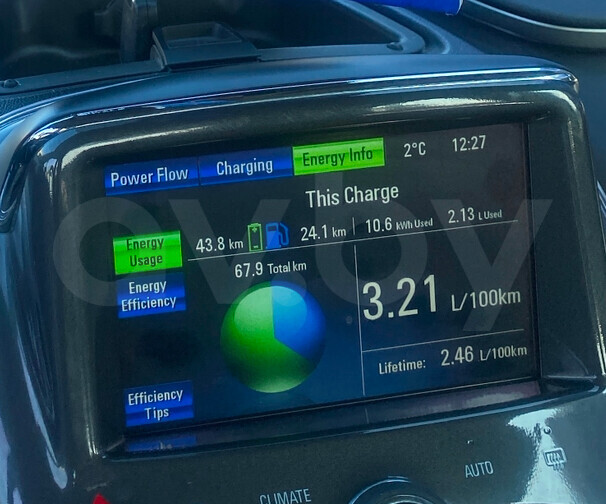 Power Flow Charging Energy Info 2°C 12:27
This Charge
Energy Usage
43.8 km 24.1 km 10.6 kWh Used 2.13 L Used
67.9 Total km
Energy Efficiency
3.21 L/100km
Lifetime: 2.46 L/100km
Efficiency Tips
CLIMATE AUTO
av.by